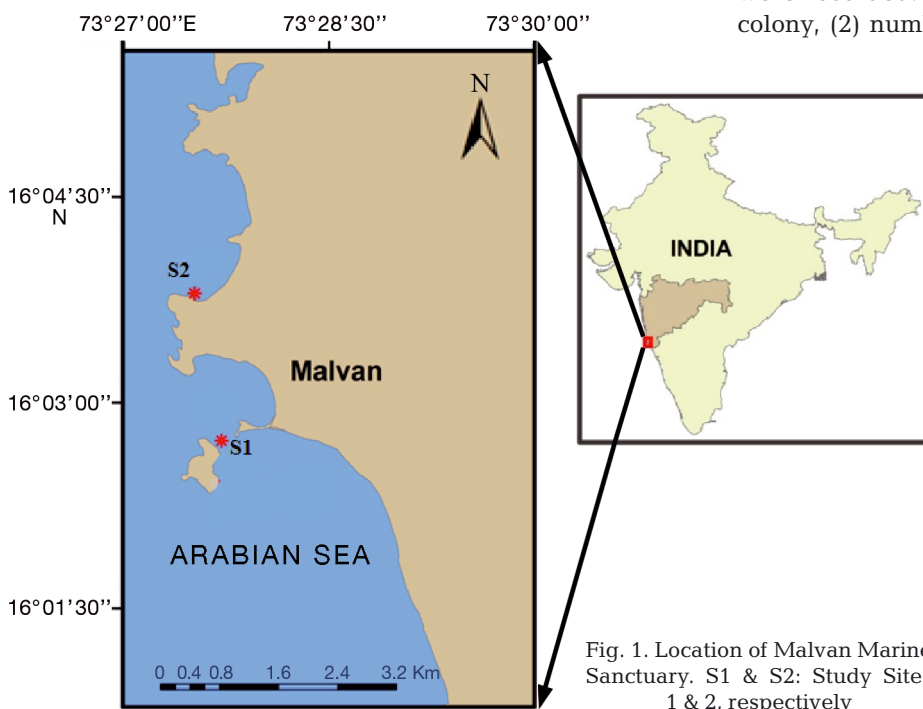 colony, (2) num
73°27'00''E 73°28'50'' 73°30'00''
N
16°04'30''
N
S2
INDIA
Malvan
16°03'00''
S1
ARABIAN SEA
16°01'30''
0 0.4 0.8 1.6 2.4 3.2 Km
Fig. 1. Location of Malvan Marine
Sanctuary. S1 & S2: Study Site
1 & 2, respectively